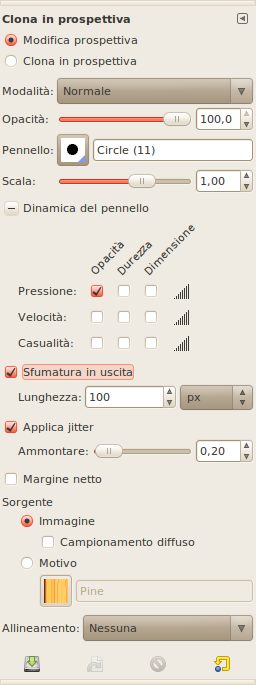 Clona in prospettiva
Modifica prospettiva
Clona in prospettiva
Modalità: Normale
Opacità: 100,0
Pennello: Circle (11)
Scala: 1,00
Dinamica del pennello
Opacità Durezza Dimensione
Pressione:
Velocità:
Casualità:
Sfumatura in uscita
Lunghezza: 100 px
Applica jitter
Ammontare: 0,20
Margine netto
Sorgente
Immagine
Campionamento diffuso
Motivo
Pine
Allineamento: Nessuna